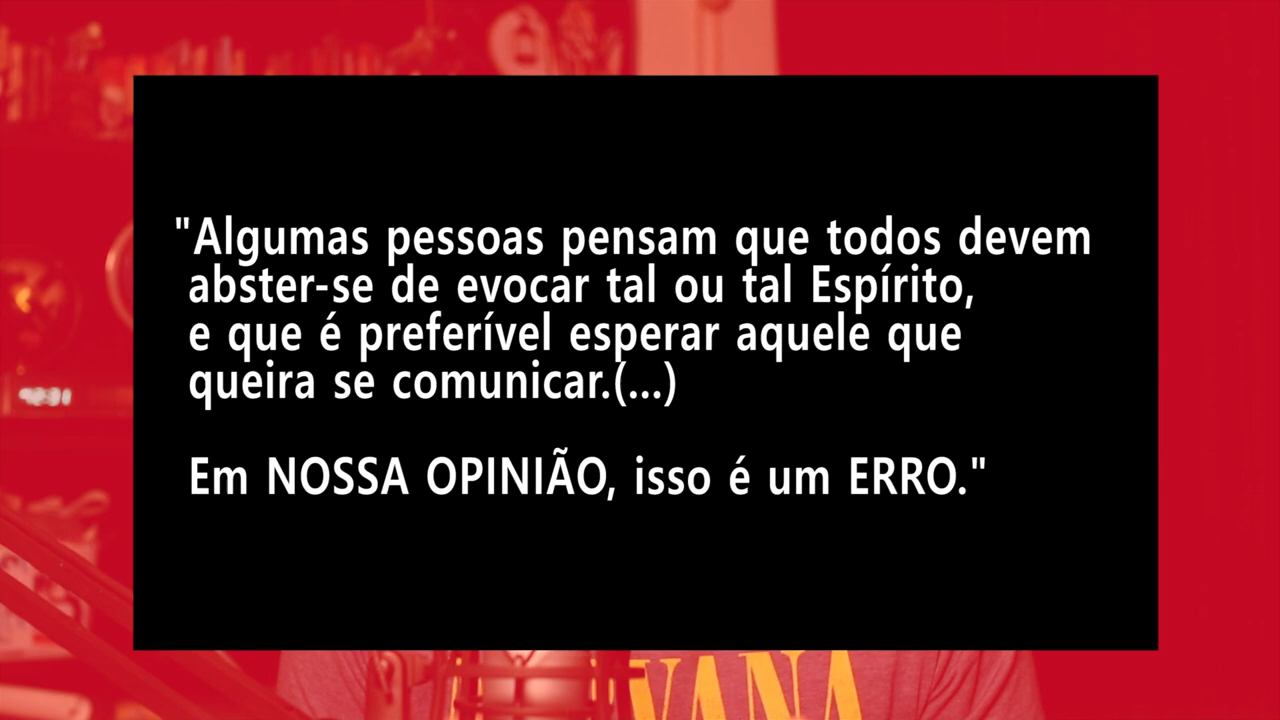 "Algumas pessoas pensam que todos devem
abster-se de evocar tal ou tal Espírito,
e que é preferível esperar aquele que
queira se comunicar.(...)
Em NOSSA OPINIÃO, isso é um ERRO."
VANA